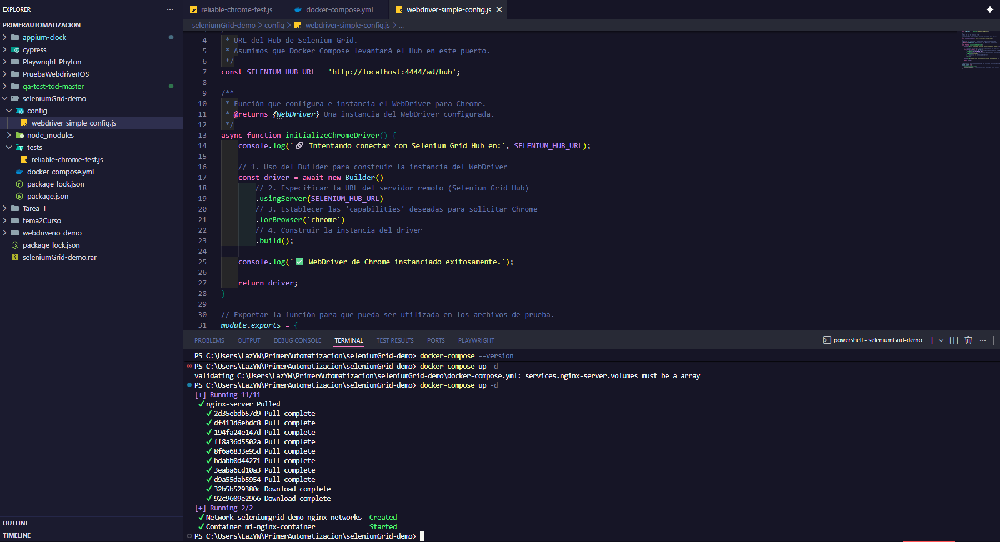 EXPLORER
PRIMERAUTOMATIZACION
appium-clock
cypress
Playwright-Phyton
PruebaWebdriverIOS
qa-test-tdd-master
seleniumGrid-demo
config
webdriver-simple-config.js
node_modules
tests
reliable-chrome-test.js
docker-compose.yml
package-lock.json
package.json
Tarea_1
tema2Curso
webdriverio-demo
package-lock.json
seleniumGrid-demo.rar
OUTLINE
TIMELINE
reliable-chrome-test.js docker-compose.yml webdriver-simple-config.js
seleniumGrid-demo > config > webdriver-simple-config.js > ...
4 * URL del Hub de Selenium Grid.
5 * Asumimos que Docker Compose levantará el Hub en este puerto.
6 */
7 const SELENIUM_HUB_URL = 'http://localhost:4444/wd/hub';
8
9 /**
10 * Función que configura e instancia el WebDriver para Chrome.
11 * @returns {WebDriver} Una instancia del WebDriver configurada.
12 */
13 async function initializeChromeDriver() {
14 console.log('🔗 Intentando conectar con Selenium Grid Hub en:', SELENIUM_HUB_URL);
15
16 // 1. Uso del Builder para construir la instancia del WebDriver
17 const driver = await new Builder()
18 // 2. Especificar la URL del servidor remoto (Selenium Grid Hub)
19 .usingServer(SELENIUM_HUB_URL)
20 // 3. Establecer las 'capabilities' deseadas para solicitar Chrome
21 .forBrowser('chrome')
22 // 4. Construir la instancia del driver
23 .build();
24
25 console.log('✅ WebDriver de Chrome instanciado exitosamente.');
26
27 return driver;
28 }
29
30 // Exportar la función para que pueda ser utilizada en los archivos de prueba.
31 module.exports = {
PROBLEMS OUTPUT DEBUG CONSOLE TERMINAL TEST RESULTS PORTS PLAYWRIGHT powershell - seleniumGrid-demo
PS C:\Users\LazYW\PrimerAutomatizacion\seleniumGrid-demo> docker-compose --version
PS C:\Users\LazYW\PrimerAutomatizacion\seleniumGrid-demo> docker-compose up -d
validating C:\Users\LazYW\PrimerAutomatizacion\seleniumGrid-demo\docker-compose.yml: services.nginx-server.volumes must be a array
PS C:\Users\LazYW\PrimerAutomatizacion\seleniumGrid-demo> docker-compose up -d
[+] Running 11/11
✔ nginx-server Pulled
✔ 2d35ebdb57d9 Pull complete
✔ df413d6ebdc8 Pull complete
✔ 194fa24e147d Pull complete
✔ ff8a36d5502a Pull complete
✔ 8f6a6833e95d Pull complete
✔ bdabb0d44271 Pull complete
✔ 3eaba6cd10a3 Pull complete
✔ d9a55dab5954 Pull complete
✔ 32b5b529380c Download complete
✔ 92c9609e2966 Download complete
[+] Running 2/2
✔ Network seleniumgrid-demo_nginx-networks Created
✔ Container mi-nginx-container Started
PS C:\Users\LazYW\PrimerAutomatizacion\seleniumGrid-demo>